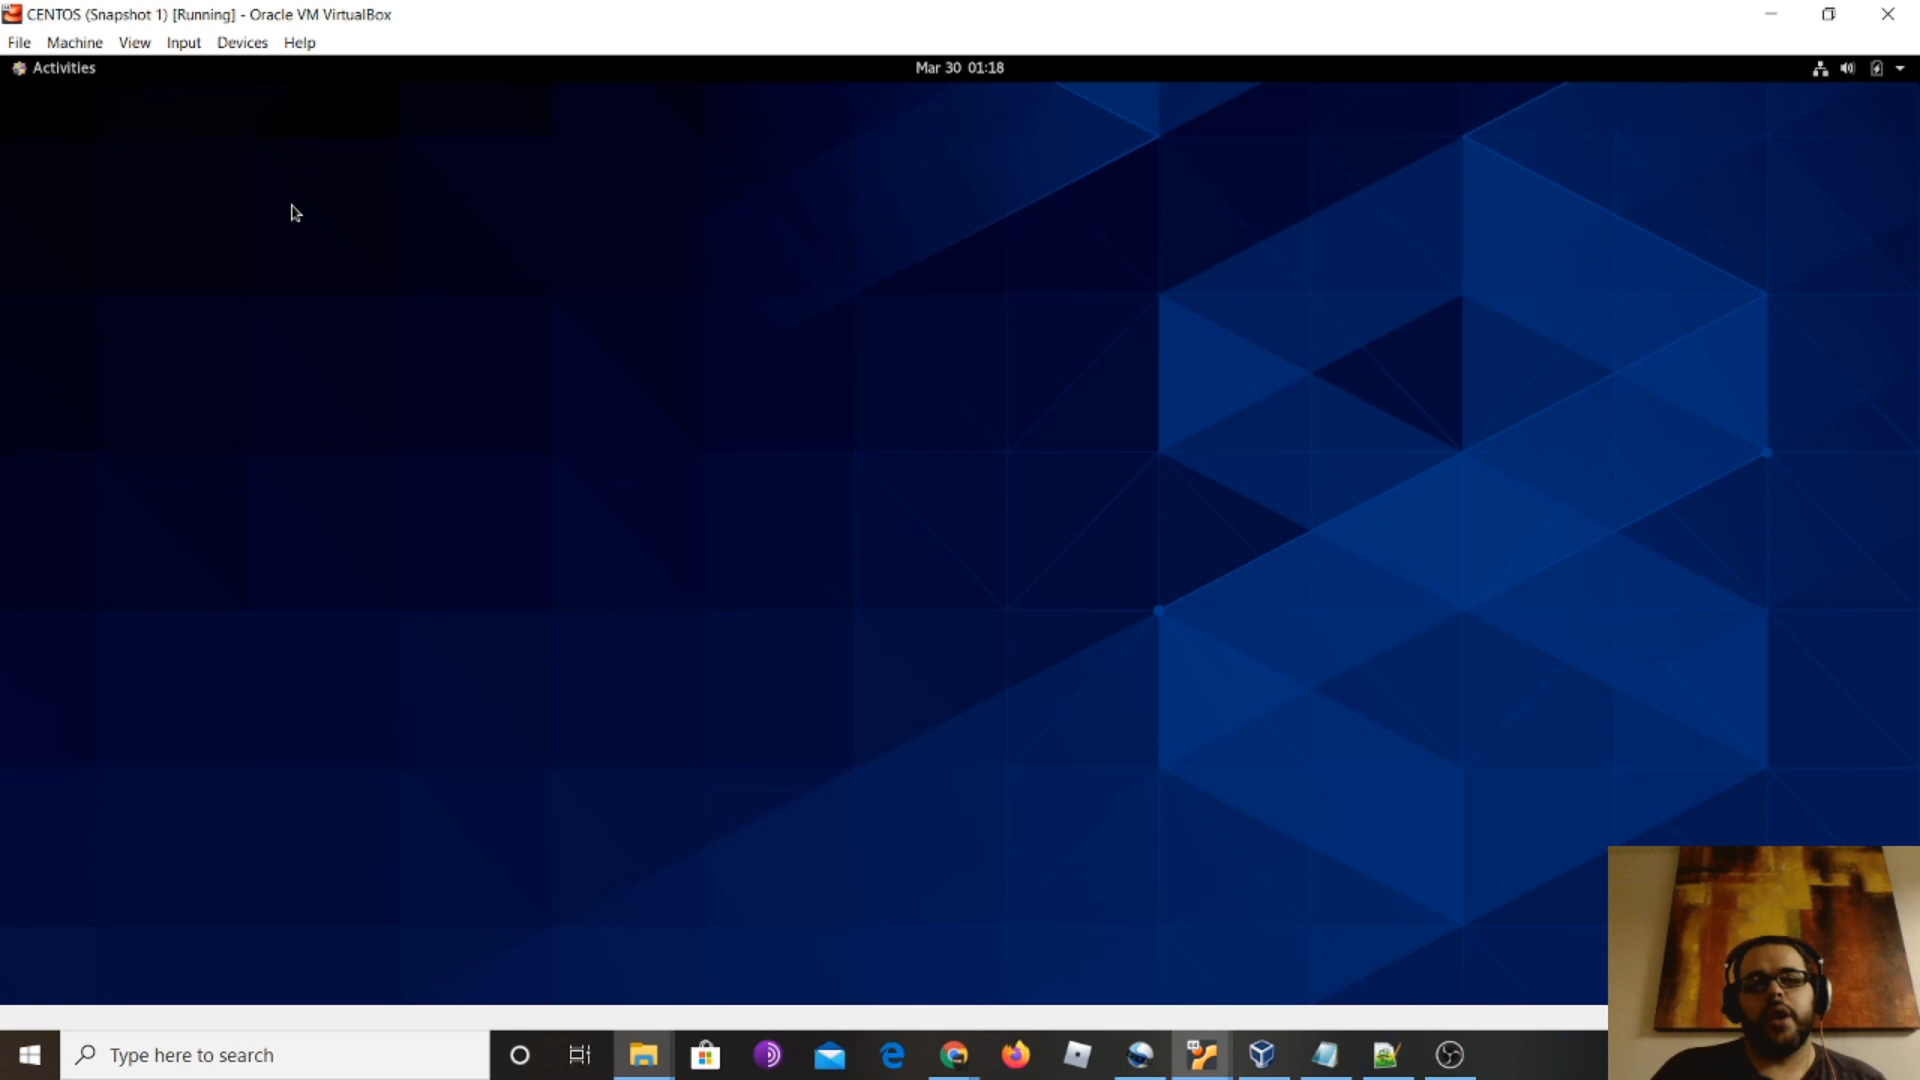 CENTOS (Snapshot 1) [Running] - Oracle VM VirtualBox
File Machine View Input Devices Help
Activities
Mar 30 01:18
Type here to search